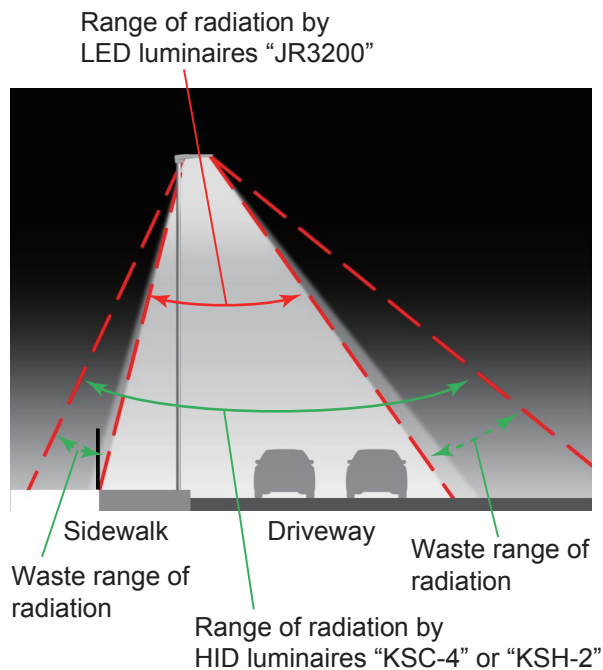 Range of radiation by
LED luminaires “JR3200”
Sidewalk
Driveway
Waste range of
radiation
Waste range of
radiation
Range of radiation by
HID luminaires “KSC-4” or “KSH-2”